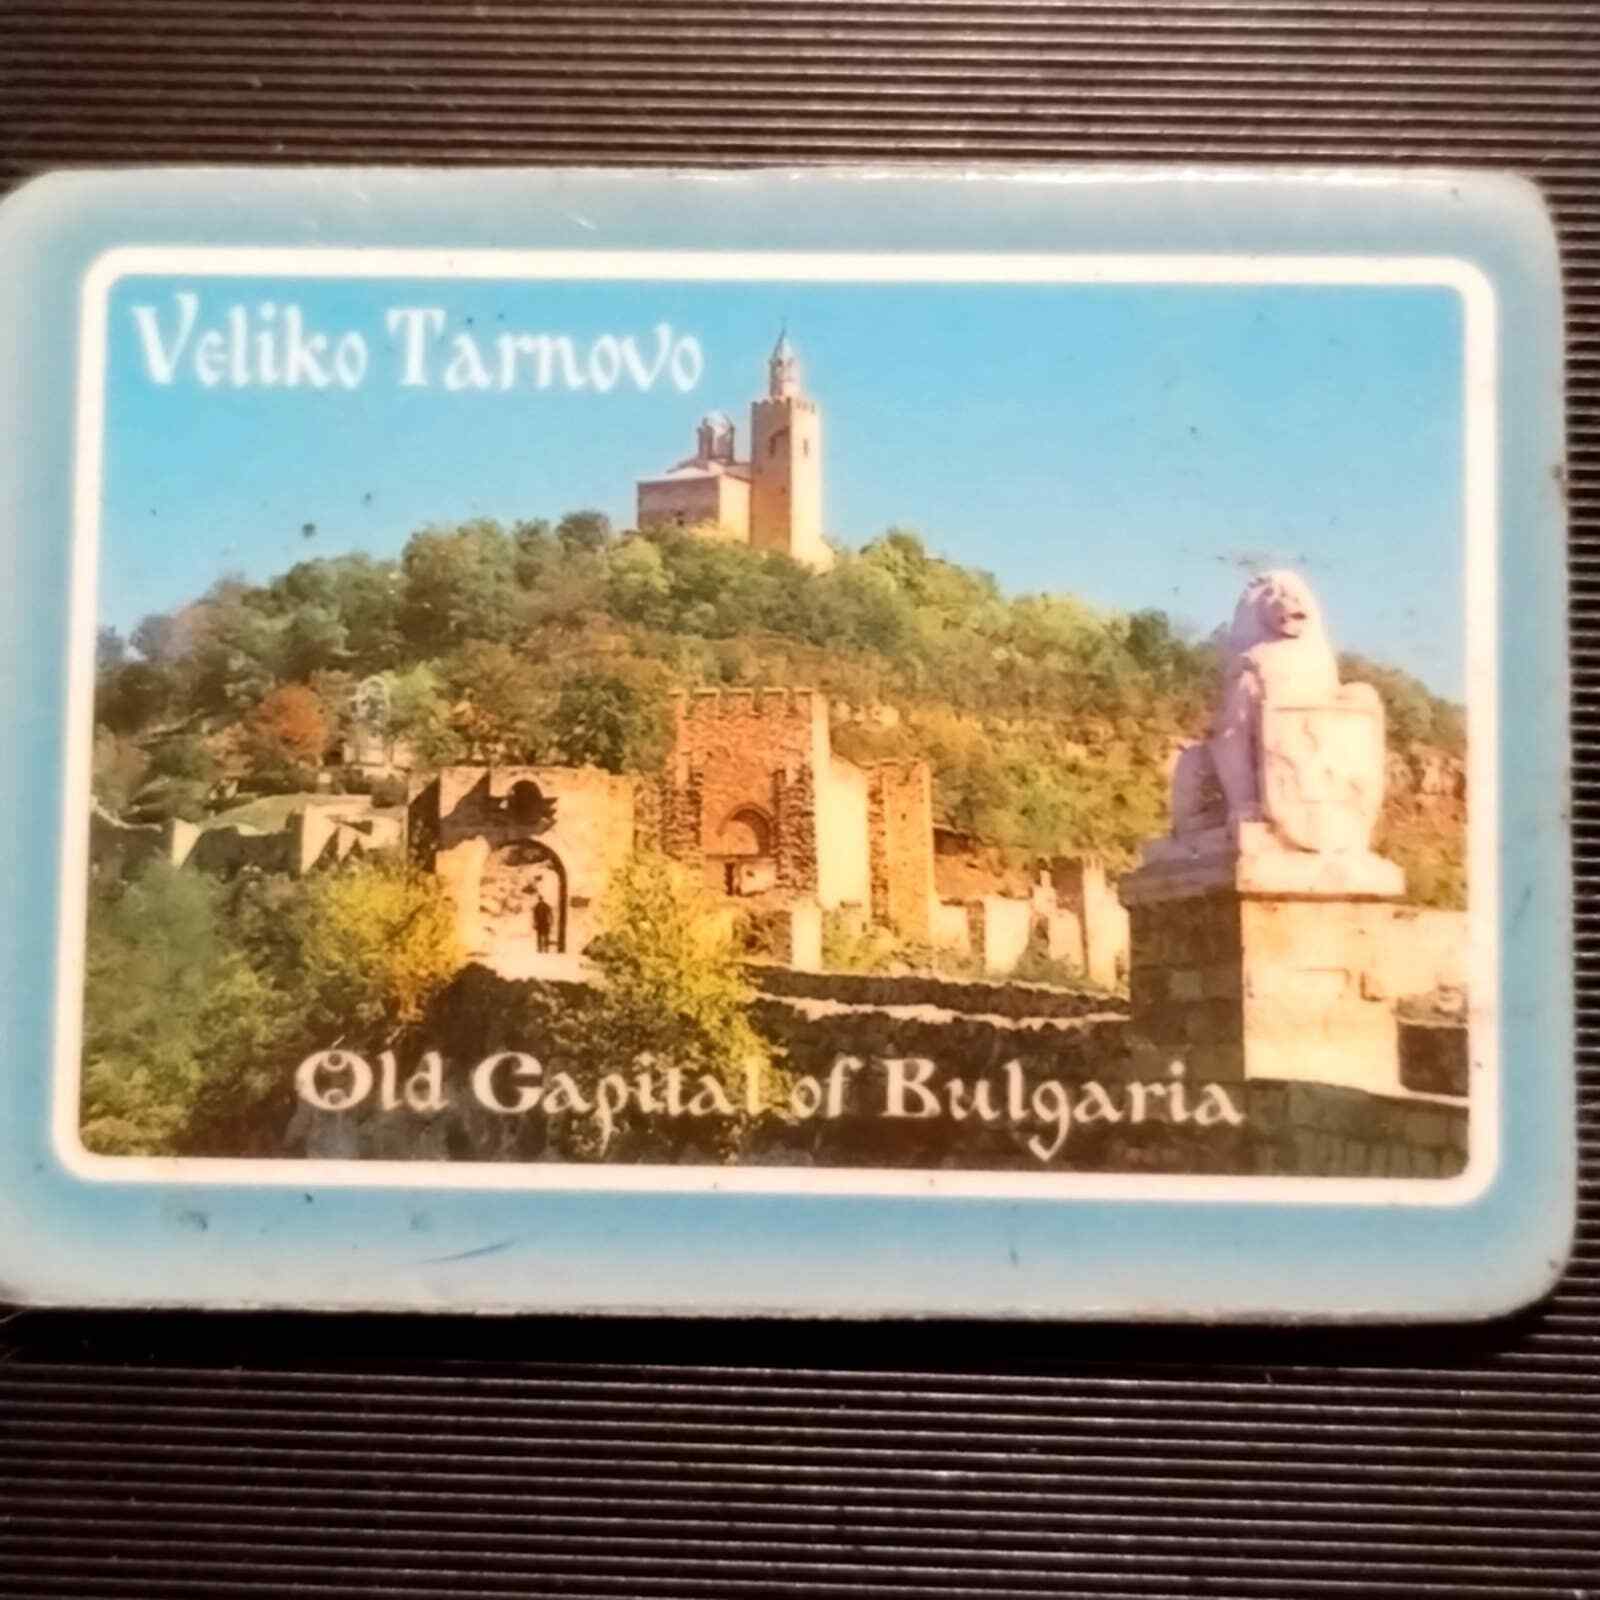 Veliko Tarnovo
Old Capital of Bulgaria